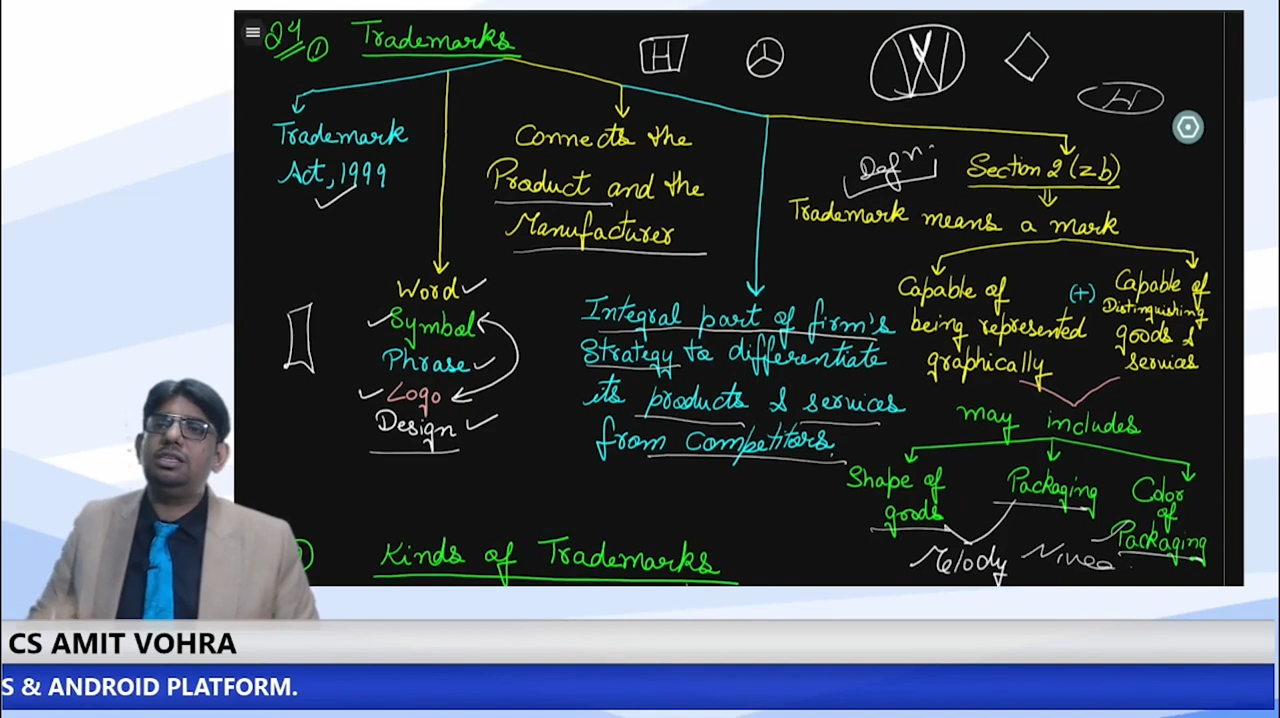 24 ① Trademarks
Trademark
Act, 1999
Word
Symbol
Phrase
Logo
Design
Connects the
Product and the
Manufacturer
Integral part of firm's
Strategy to differentiate
its products & services
from Competitors.
Defn:
Section 2 (zb)
Trademark means a mark
Capable of
being represented
graphically
(+)
Capable of
Distinguishing
goods &
services
may includes
Shape of
goods
Packaging
Color
of
Packaging
Melody
Nivea
Kinds of Trademarks
CS AMIT VOHRA
S & ANDROID PLATFORM.